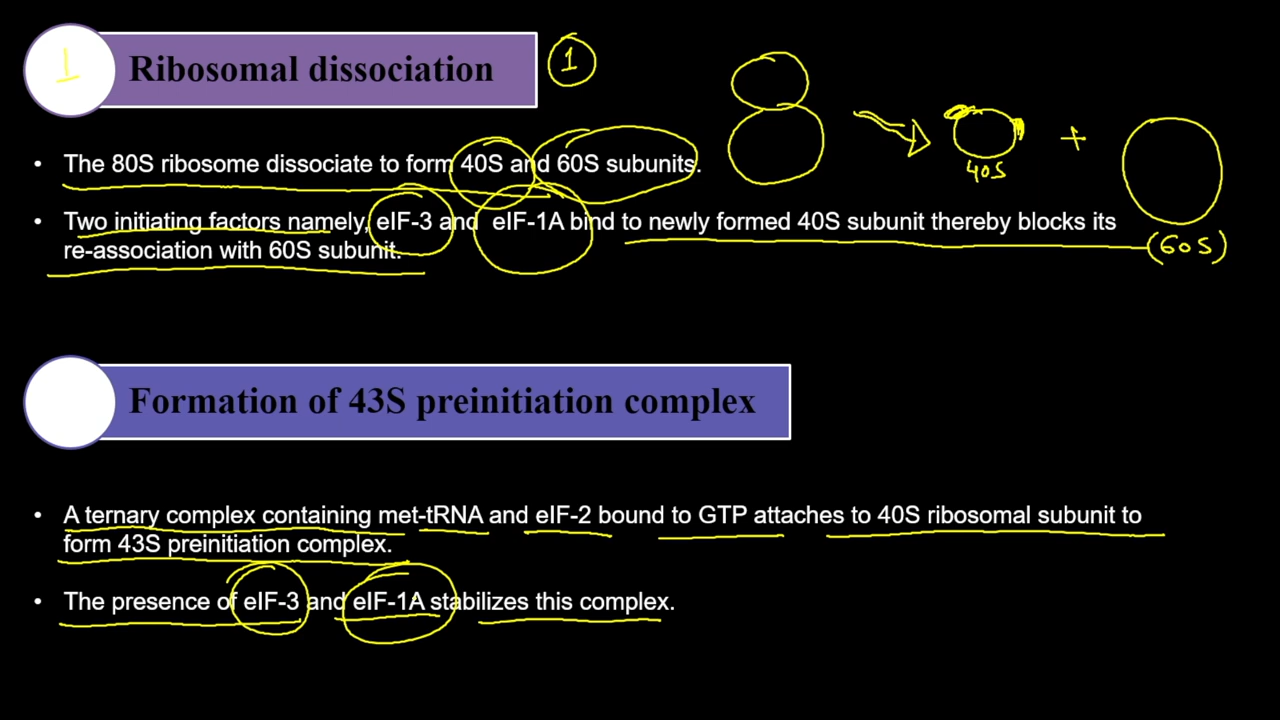 1 Ribosomal dissociation 1
• The 80S ribosome dissociate to form 40S and 60S subunits.
• Two initiating factors namely, eIF-3 and eIF-1A bind to newly formed 40S subunit thereby blocks its
re-association with 60S subunit.
40S + (60S)
Formation of 43S preinitiation complex
• A ternary complex containing met-tRNA and eIF-2 bound to GTP attaches to 40S ribosomal subunit to
form 43S preinitiation complex.
• The presence of eIF-3 and eIF-1A stabilizes this complex.